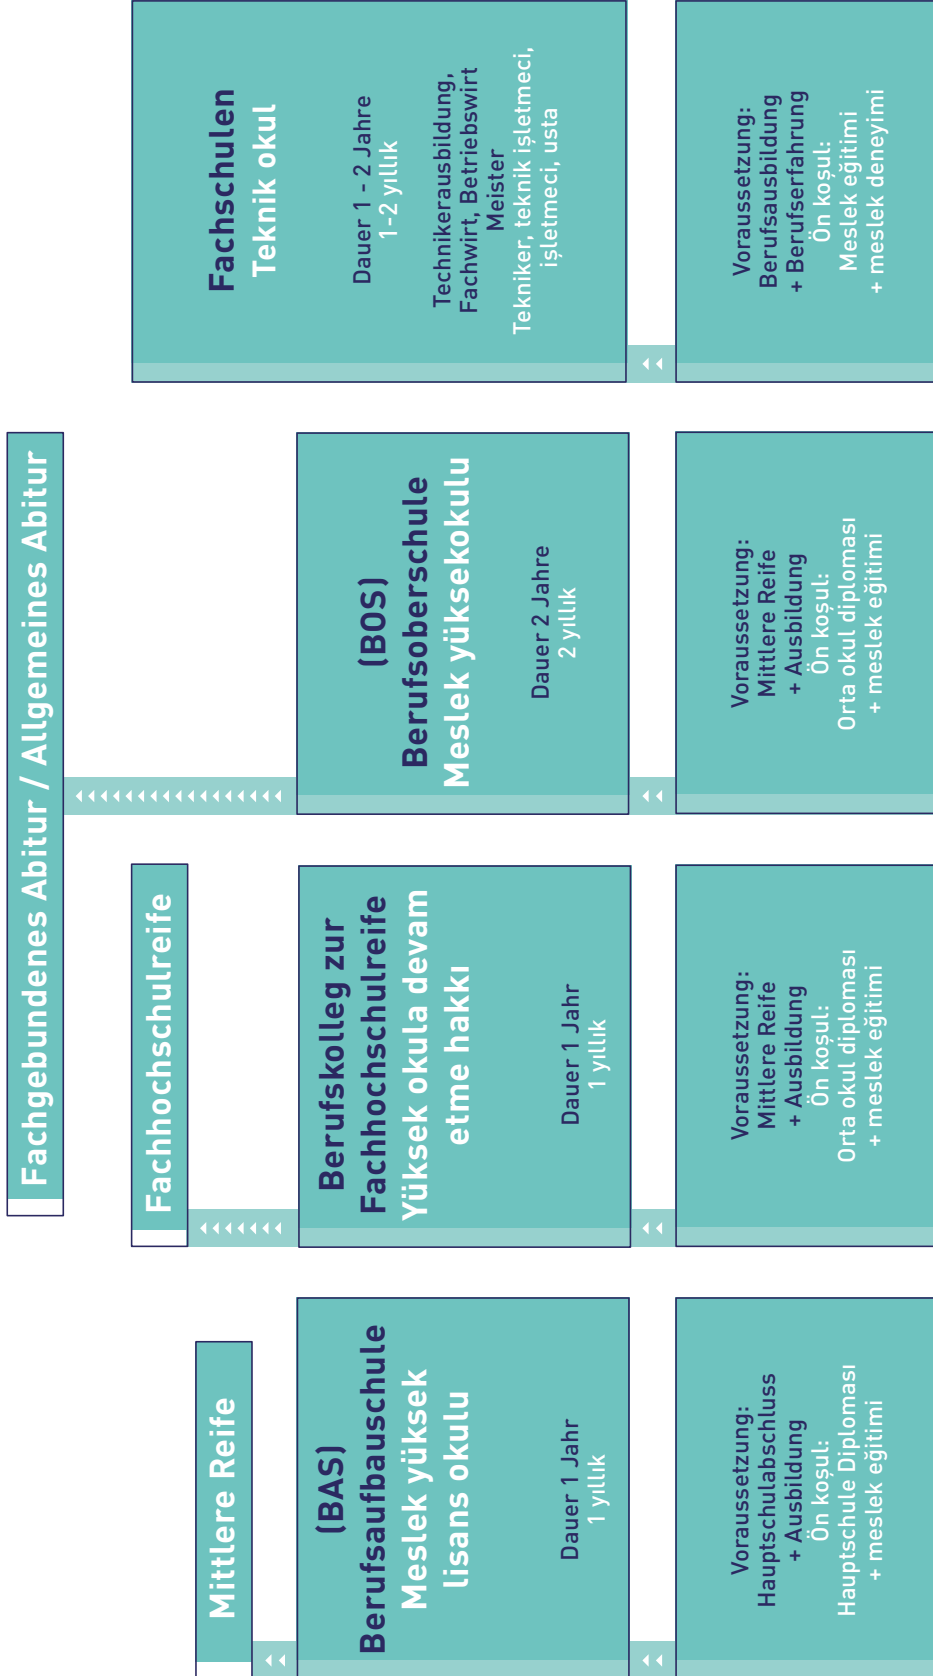 Fachgebundenes Abitur / Allgemeines Abitur
Mittlere Reife
(BAS)
Berufsaufbauschule
Meslek yüksek
lisans okulu
Dauer 1 Jahr
1 yıllık
Voraussetzung:
Hauptschulabschluss
+ Ausbildung
Ön koşul:
Hauptschule Diploması
+ meslek eğitimi
Fachhochschulreife
Berufskolleg zur
Fachhochschulreife
Yüksek okula devam
etme hakkı
Dauer 1 Jahr
1 yıllık
Voraussetzung:
Mittlere Reife
+ Ausbildung
Ön koşul:
Orta okul diploması
+ meslek eğitimi
(BOS)
Berufsoberschule
Meslek yüksekokulu
Dauer 2 Jahre
2 yıllık
Voraussetzung:
Mittlere Reife
+ Ausbildung
Ön koşul:
Orta okul diploması
+ meslek eğitimi
Fachschulen
Teknik okul
Dauer 1 - 2 Jahre
1-2 yıllık
Technikerausbildung,
Fachwirt, Betriebswirt
Meister
Tekniker, teknik işletmeci,
işletmeci, usta
Voraussetzung:
Berufsausbildung
+ Berufserfahrung
Ön koşul:
Meslek eğitimi
+ meslek deneyimi